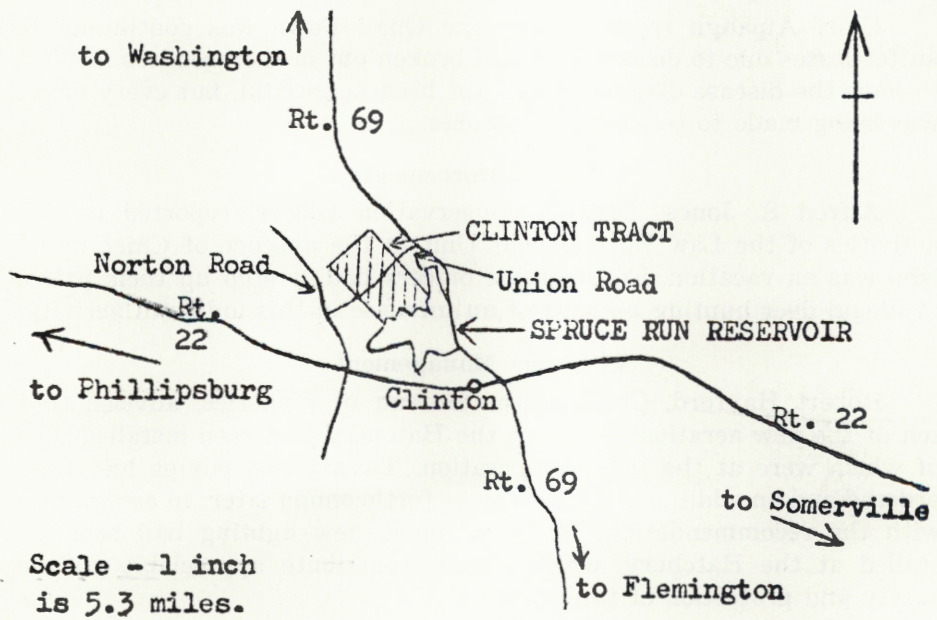 to Washington
Rt. 69
CLINTON TRACT
Norton Road
Union Road
Rt.
22
SPRUCE RUN RESERVOIR
to Phillipsburg
Clinton
Rt. 22
Rt. 69
to Somerville
Scale - 1 inch
is 5.3 miles.
to Flemington